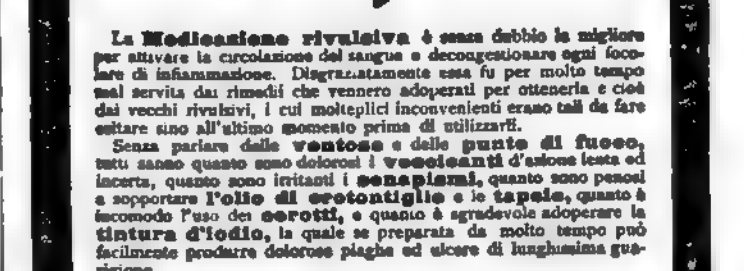 La Medicazione rivulsiva è senza dubbio la migliore
per attivare la circolazione del sangue e decongestionare ogni foco-
lare di infiammazione. Disgraziatamente essa fu per molto tempo
mal servita dai rimedii che vennero adoperati per ottenerla e cioè
dai vecchi rivulsivi, i cui molteplici inconvenienti erano tali da fare
esitare sino all'ultimo momento prima di utilizzarli.
Senza parlare delle ventose e delle punte di fuoco,
tutti sanno quanto sono dolorosi i vescicanti d'azione lenta ed
incerta, quanto sono irritanti i senapismi, quanto sono penosi
a sopportare l'olio di crotontiglio e le tapsie, quanto è
incomodo l'uso dei cerotti, e quanto è sgradevole adoperare la
tintura d'iodio, la quale se preparata da molto tempo può
facilmente produrre dolorose piaghe ed ulcere di lunghissima gua-
rigione